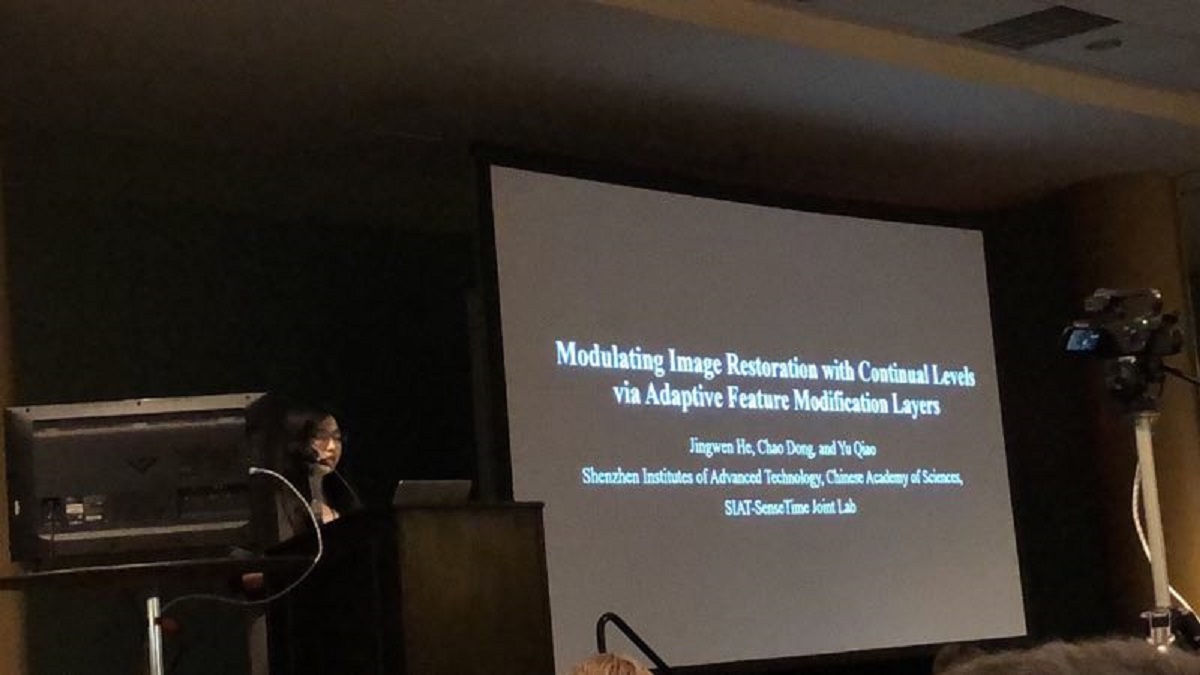 Modulating Image Restoration with Continual Levels
via Adaptive Feature Modification Layers
Jingwen He, Chao Dong, and Yu Qiao
Shenzhen Institutes of Advanced Technology, Chinese Academy of Sciences,
SIAT-SenseTime Joint Lab